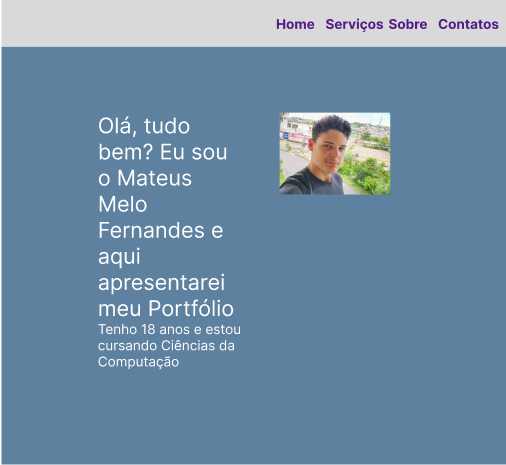 Home Serviços Sobre Contatos
Olá, tudo
bem? Eu sou
o Mateus
Melo
Fernandes e
aqui
apresentarei
meu Portfólio
Tenho 18 anos e estou
cursando Ciências da
Computação